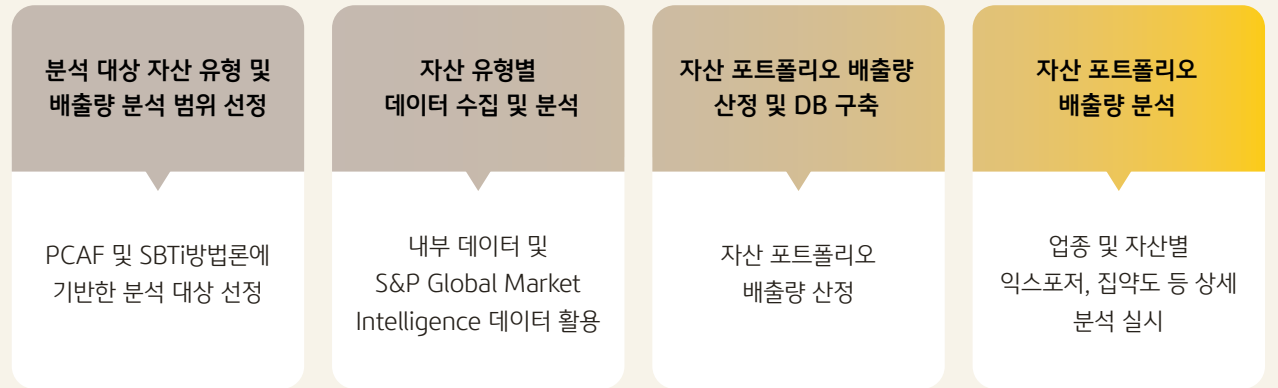 분석 대상 자산 유형 및
배출량 분석 범위 선정
PCAF 및 SBTi방법론에
기반한 분석 대상 선정
자산 유형별
데이터 수집 및 분석
내부 데이터 및
S&P Global Market
Intelligence 데이터 활용
자산 포트폴리오 배출량
산정 및 DB 구축
자산 포트폴리오
배출량 산정
자산 포트폴리오
배출량 분석
업종 및 자산별
익스포저, 집약도 등 상세
분석 실시